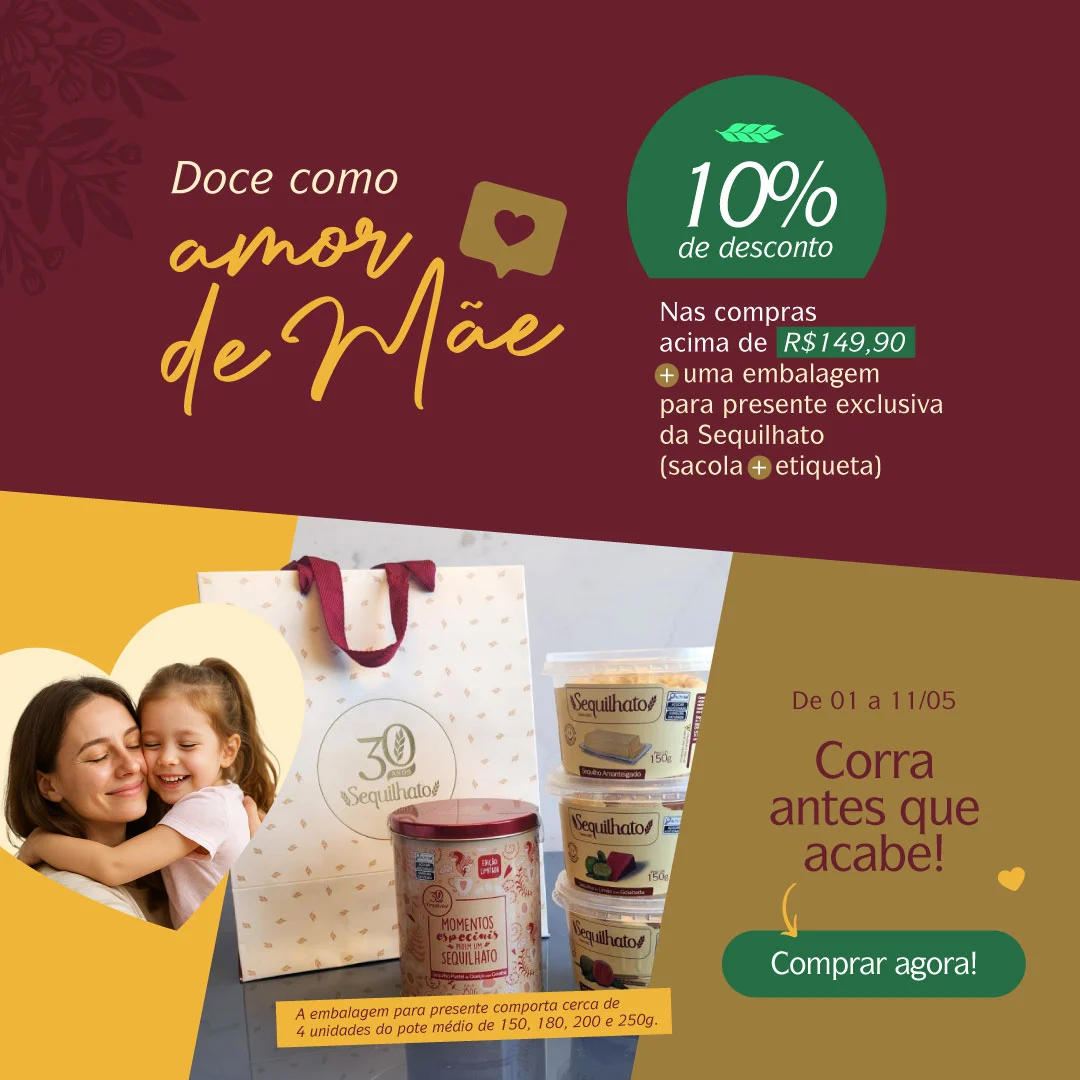 Doce como
amor
de Mãe
10%
de desconto
Nas compras
acima de R$149,90
+ uma embalagem
para presente exclusiva
da Sequilhato
(sacola + etiqueta)
30
ANOS
Sequilhato
Sequilhato
150g
Sequilho Amanteigado
Sequilhato
150g
Sequilhato
EDIÇÃO
LIMITADA
30
MOMENTOS
especiais
PEDEM UM
SEQUILHATO
250g
A embalagem para presente comporta cerca de
4 unidades do pote médio de 150, 180, 200 e 250g.
De 01 a 11/05
Corra
antes que
acabe!
Comprar agora!